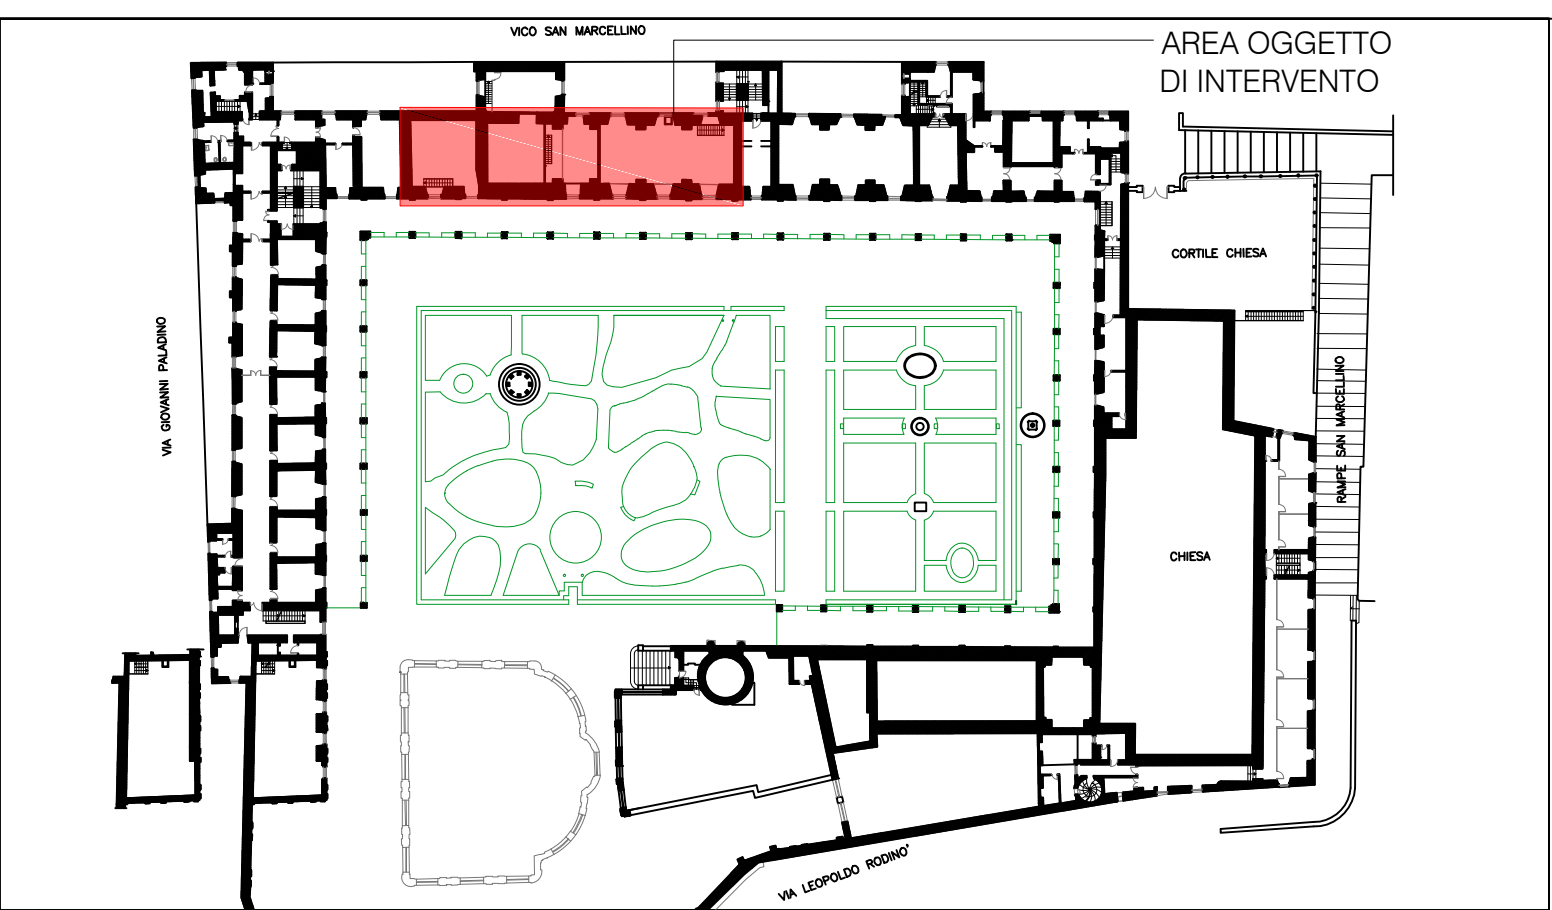 VICO SAN MARCELLINO
AREA OGGETTO
DI INTERVENTO
CORTILE CHIESA
VIA GIOVANNI PALADINO
RAMPE SAN MARCELLINO
CHIESA
VIA LEOPOLDO RODINO'